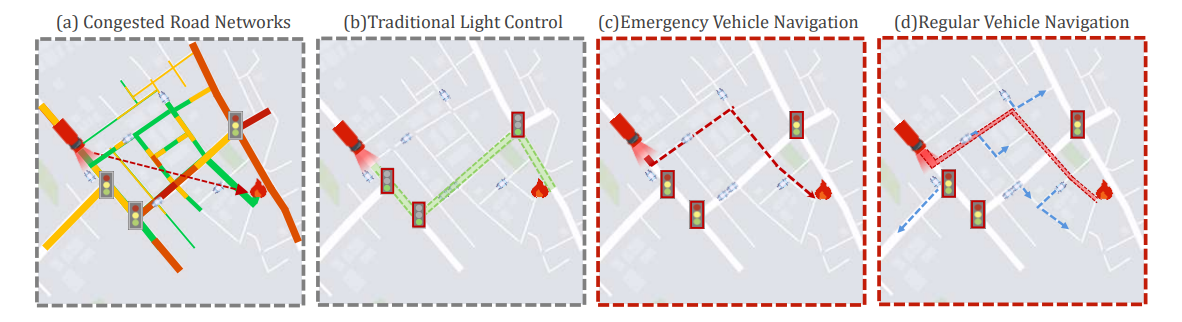 (a) Congested Road Networks
(b)Traditional Light Control
(c)Emergency Vehicle Navigation
(d)Regular Vehicle Navigation